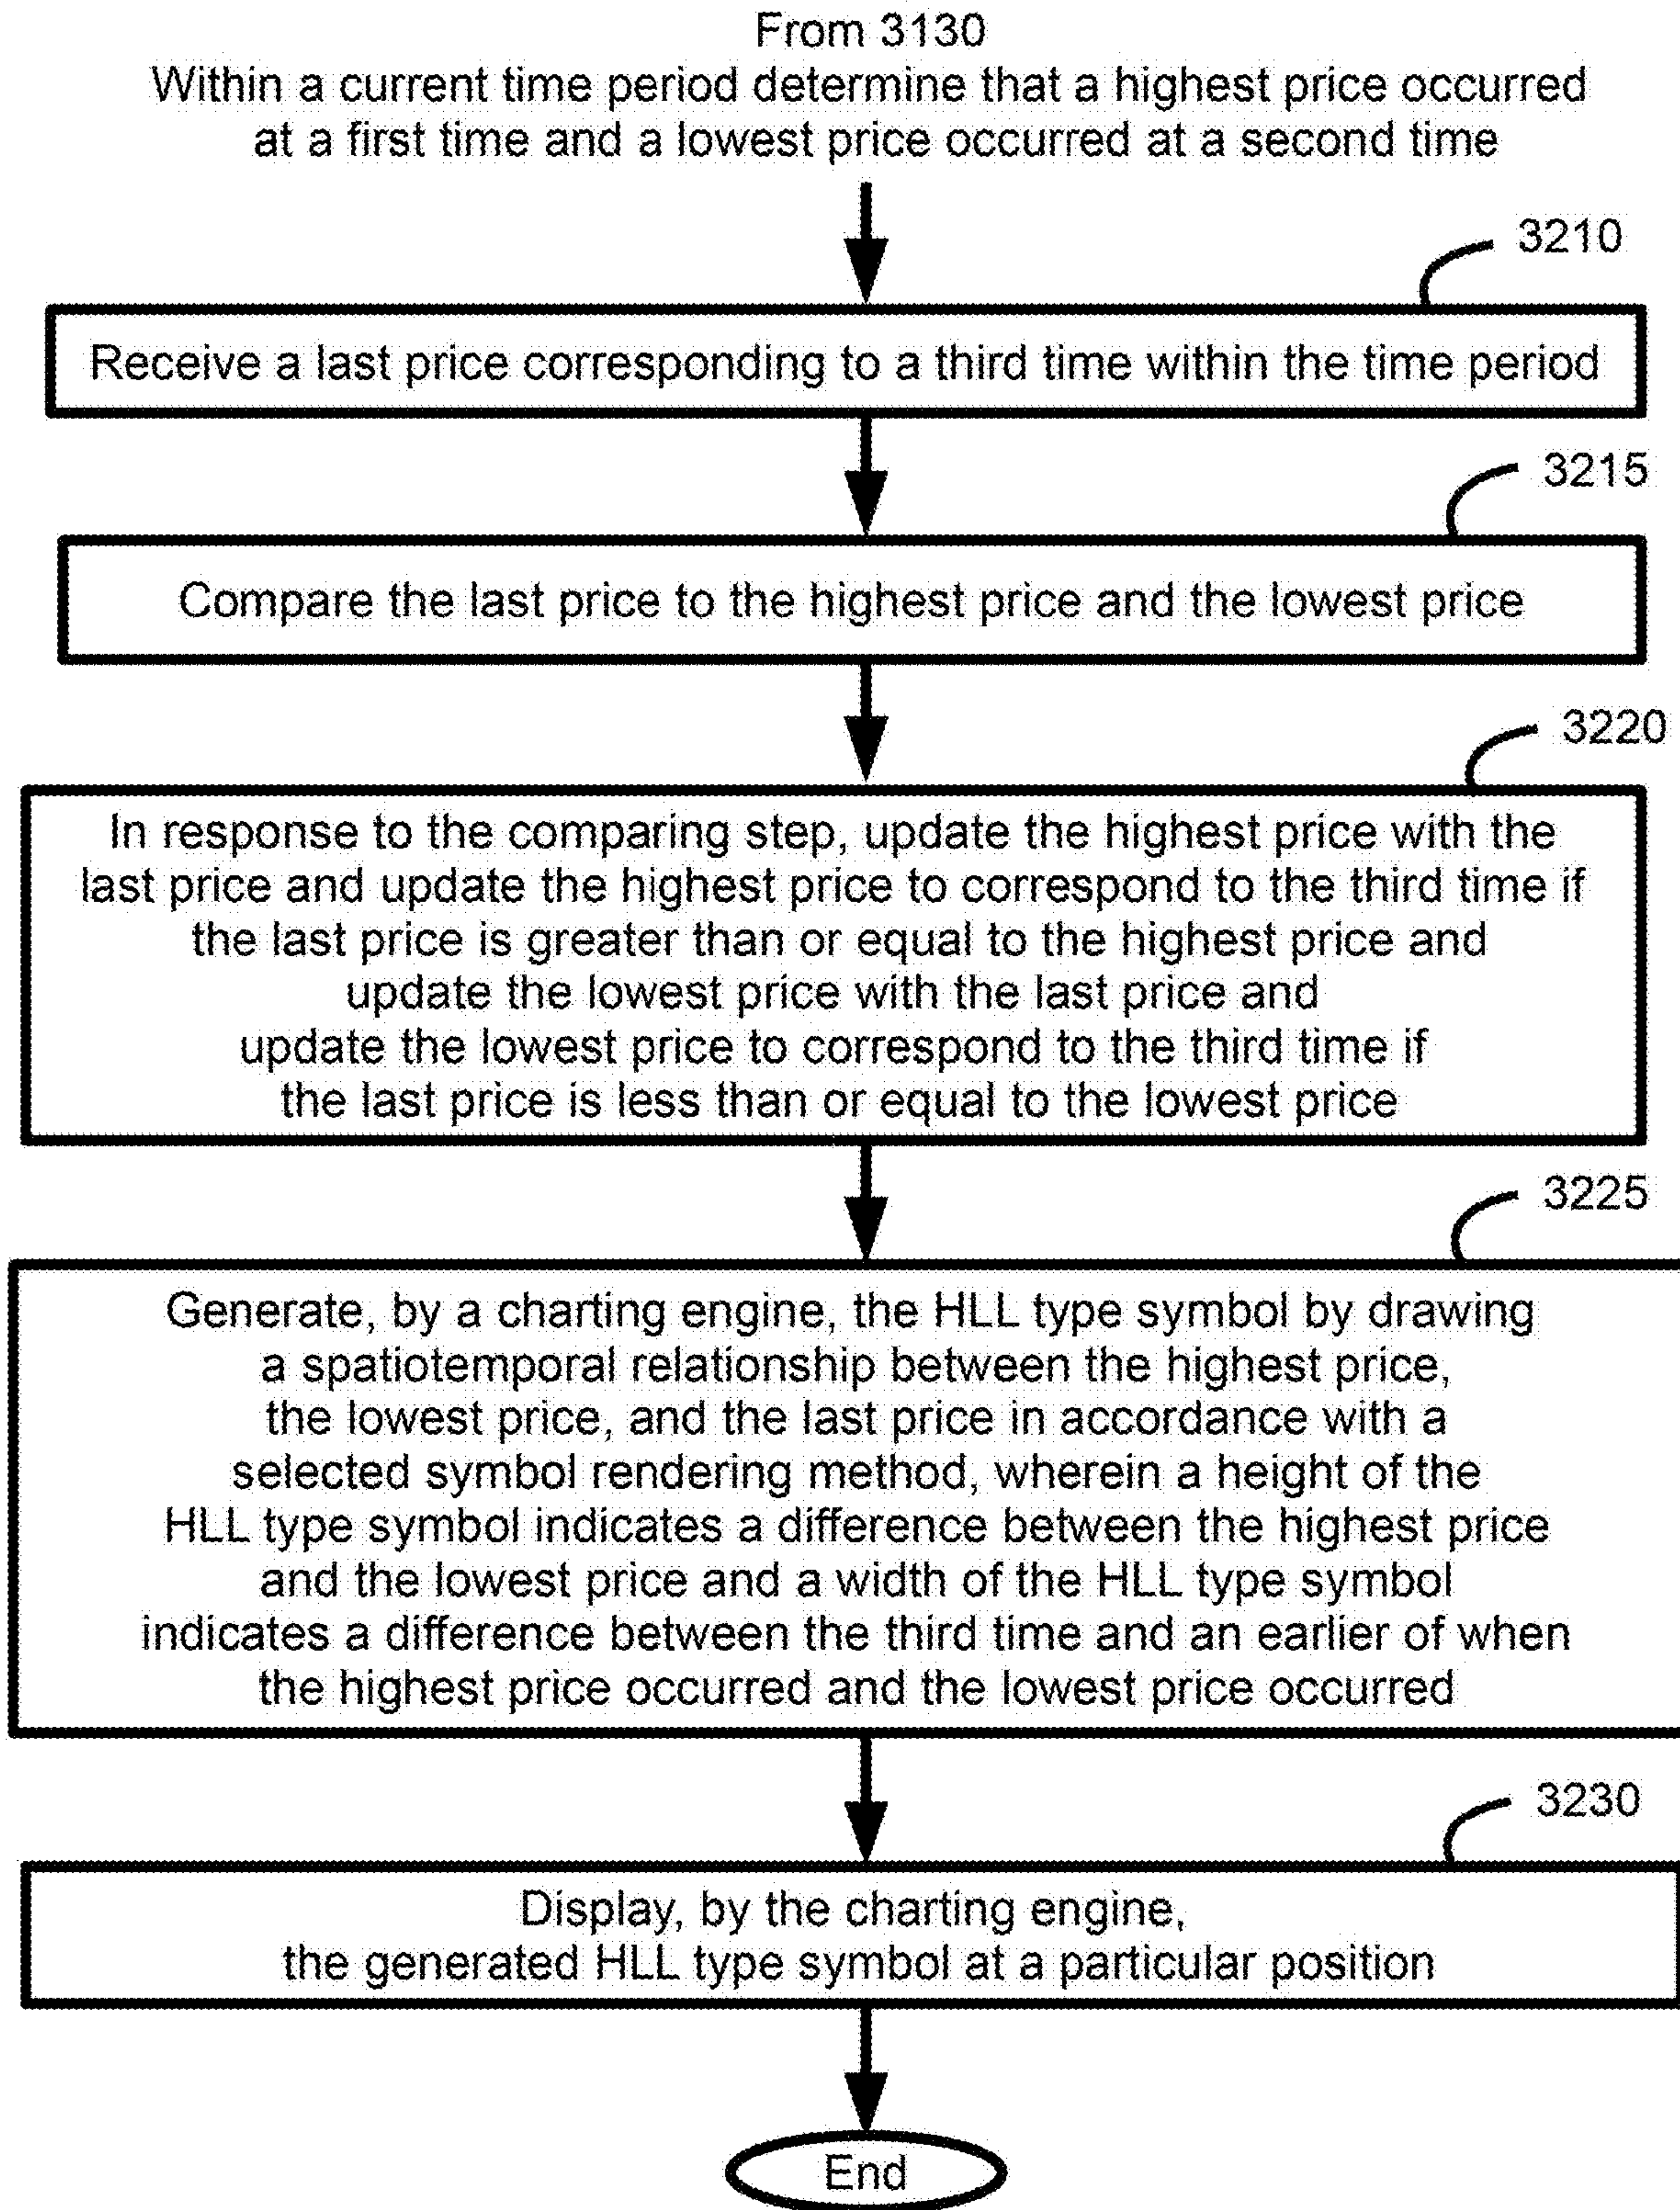 From 3130
Within a current time period determine that a highest price occurred
at a first time and a lowest price occurred at a second time
3210
Receive a last price corresponding to a third time within the time period
3215
Compare the last price to the highest price and the lowest price
3220
In response to the comparing step, update the highest price with the
last price and update the highest price to correspond to the third time if
the last price is greater than or equal to the highest price and
update the lowest price with the last price and
update the lowest price to correspond to the third time if
the last price is less than or equal to the lowest price
3225
Generate, by a charting engine, the HLL type symbol by drawing
a spatiotemporal relationship between the highest price,
the lowest price, and the last price in accordance with a
selected symbol rendering method, wherein a height of the
HLL type symbol indicates a difference between the highest price
and the lowest price and a width of the HLL type symbol
indicates a difference between the third time and an earlier of when
the highest price occurred and the lowest price occurred
3230
Display, by the charting engine,
the generated HLL type symbol at a particular position
End